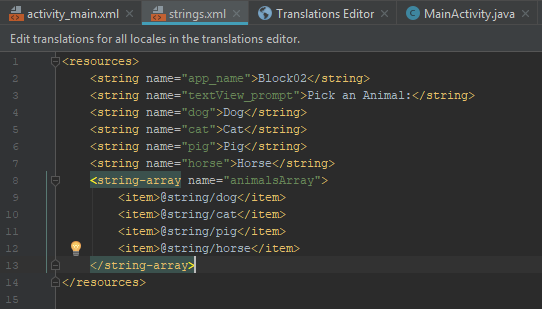 activity_main.xml strings.xml Translations Editor MainActivity.java
Edit translations for all locales in the translations editor.
1 <resources>
2 <string name="app_name">Block02</string>
3 <string name="textView_prompt">Pick an Animal:</string>
4 <string name="dog">Dog</string>
5 <string name="cat">Cat</string>
6 <string name="pig">Pig</string>
7 <string name="horse">Horse</string>
8 <string-array name="animalsArray">
9 <item>@string/dog</item>
10 <item>@string/cat</item>
11 <item>@string/pig</item>
12 <item>@string/horse</item>
13 </string-array>
14 </resources>
15